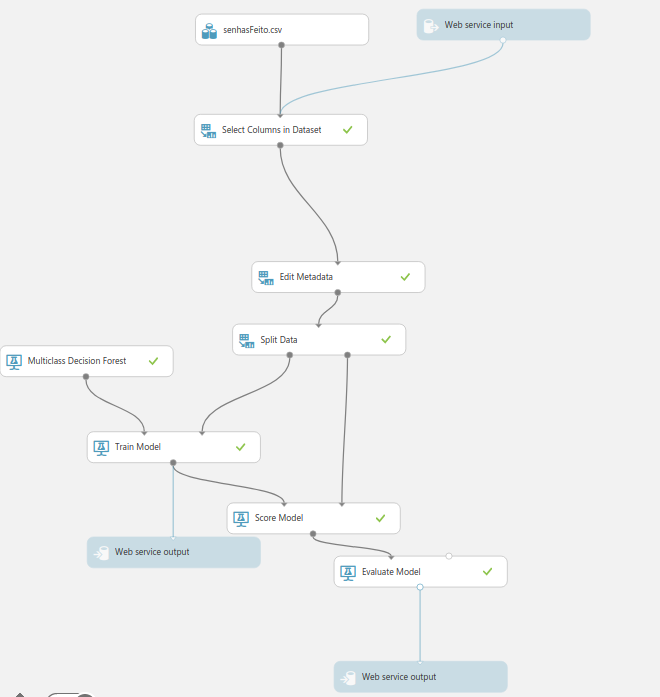 senhasFeito.csv
Web service input
Select Columns in Dataset
Edit Metadata
Split Data
Multiclass Decision Forest
Train Model
Score Model
Web service output
Evaluate Model
Web service output